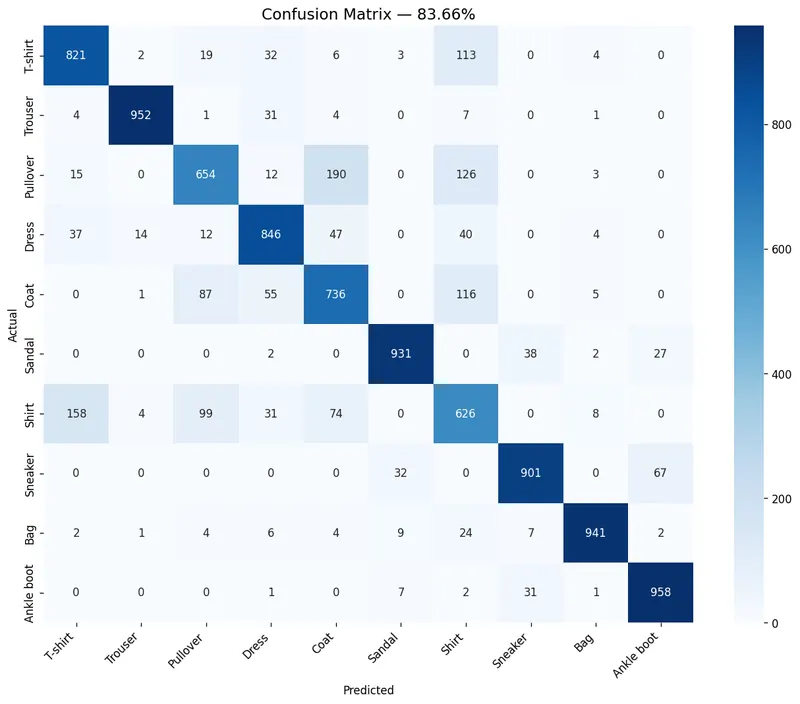 Confusion Matrix — 83.66%
Actual
T-shirt 821 2 19 32 6 3 113 0 4 0
Trouser 4 952 1 31 4 0 7 0 1 0
Pullover 15 0 654 12 190 0 126 0 3 0
Dress 37 14 12 846 47 0 40 0 4 0
Coat 0 1 87 55 736 0 116 0 5 0
Sandal 0 0 0 2 0 931 0 38 2 27
Shirt 158 4 99 31 74 0 626 0 8 0
Sneaker 0 0 0 0 0 32 0 901 0 67
Bag 2 1 4 6 4 9 24 7 941 2
Ankle boot 0 0 0 1 0 7 2 31 1 958
T-shirt Trouser Pullover Dress Coat Sandal Shirt Sneaker Bag Ankle boot
Predicted
800
600
400
200
0